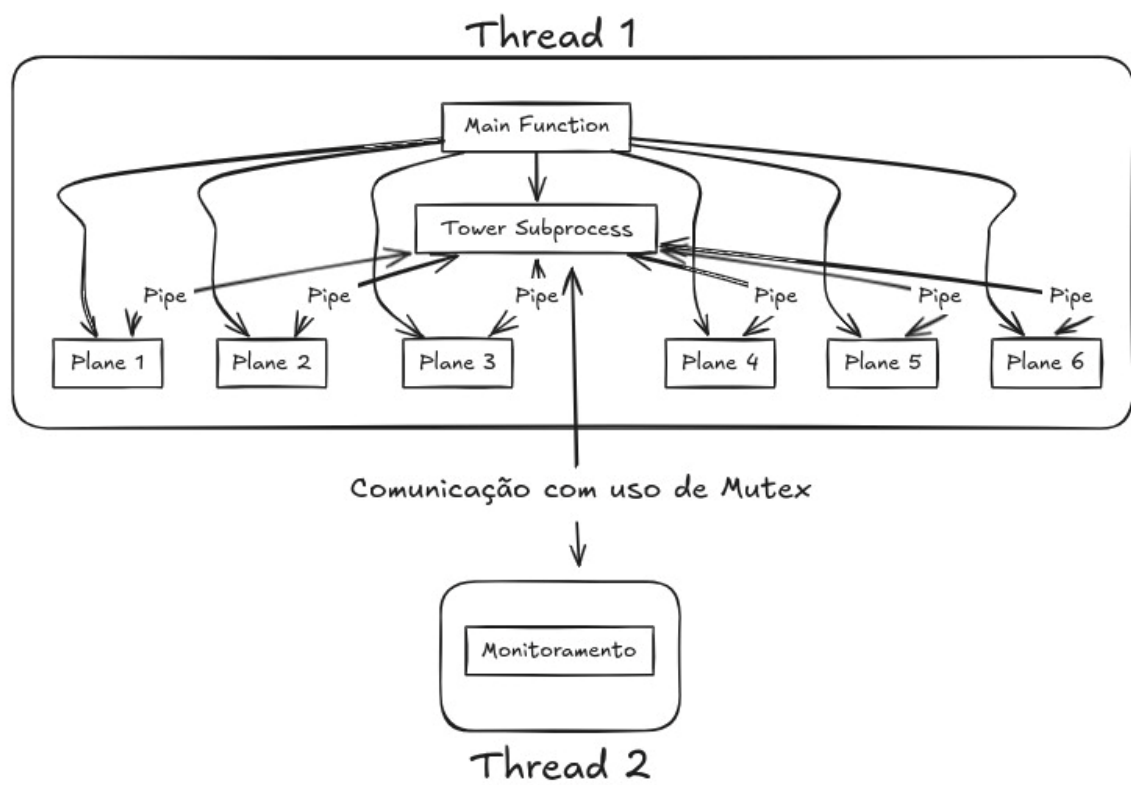 Thread 1
Main Function
Tower Subprocess
Pipe
Pipe
Pipe
Pipe
Pipe
Pipe
Plane 1
Plane 2
Plane 3
Plane 4
Plane 5
Plane 6
Comunicação com uso de Mutex
Monitoramento
Thread 2